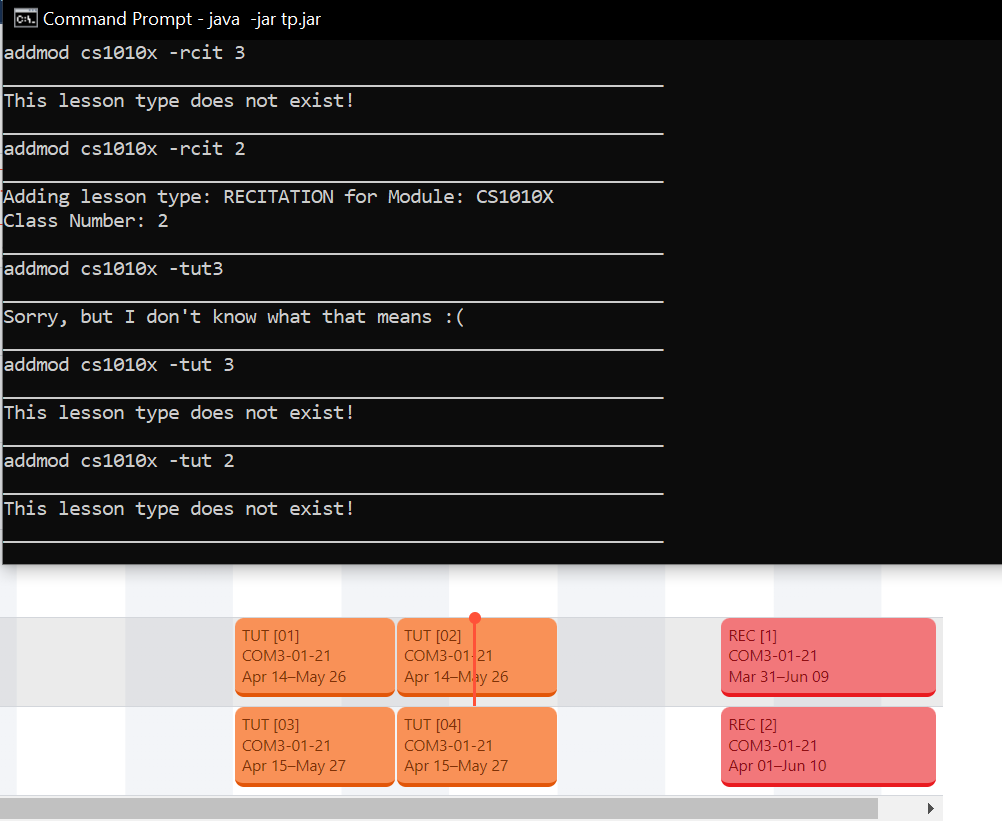 Command Prompt - java  -jar tp.jar
addmod cs1010x -rcit 3
This lesson type does not exist!
addmod cs1010x -rcit 2
Adding lesson type: RECITATION for Module: CS1010X
Class Number: 2
addmod cs1010x -tut3
Sorry, but I don't know what that means :(
addmod cs1010x -tut 3
This lesson type does not exist!
addmod cs1010x -tut 2
This lesson type does not exist!
TUT [01]
COM3-01-21
Apr 14–May 26
TUT [02]
COM3-01-21
Apr 14–May 26
REC [1]
COM3-01-21
Mar 31–Jun 09
TUT [03]
COM3-01-21
Apr 15–May 27
TUT [04]
COM3-01-21
Apr 15–May 27
REC [2]
COM3-01-21
Apr 01–Jun 10